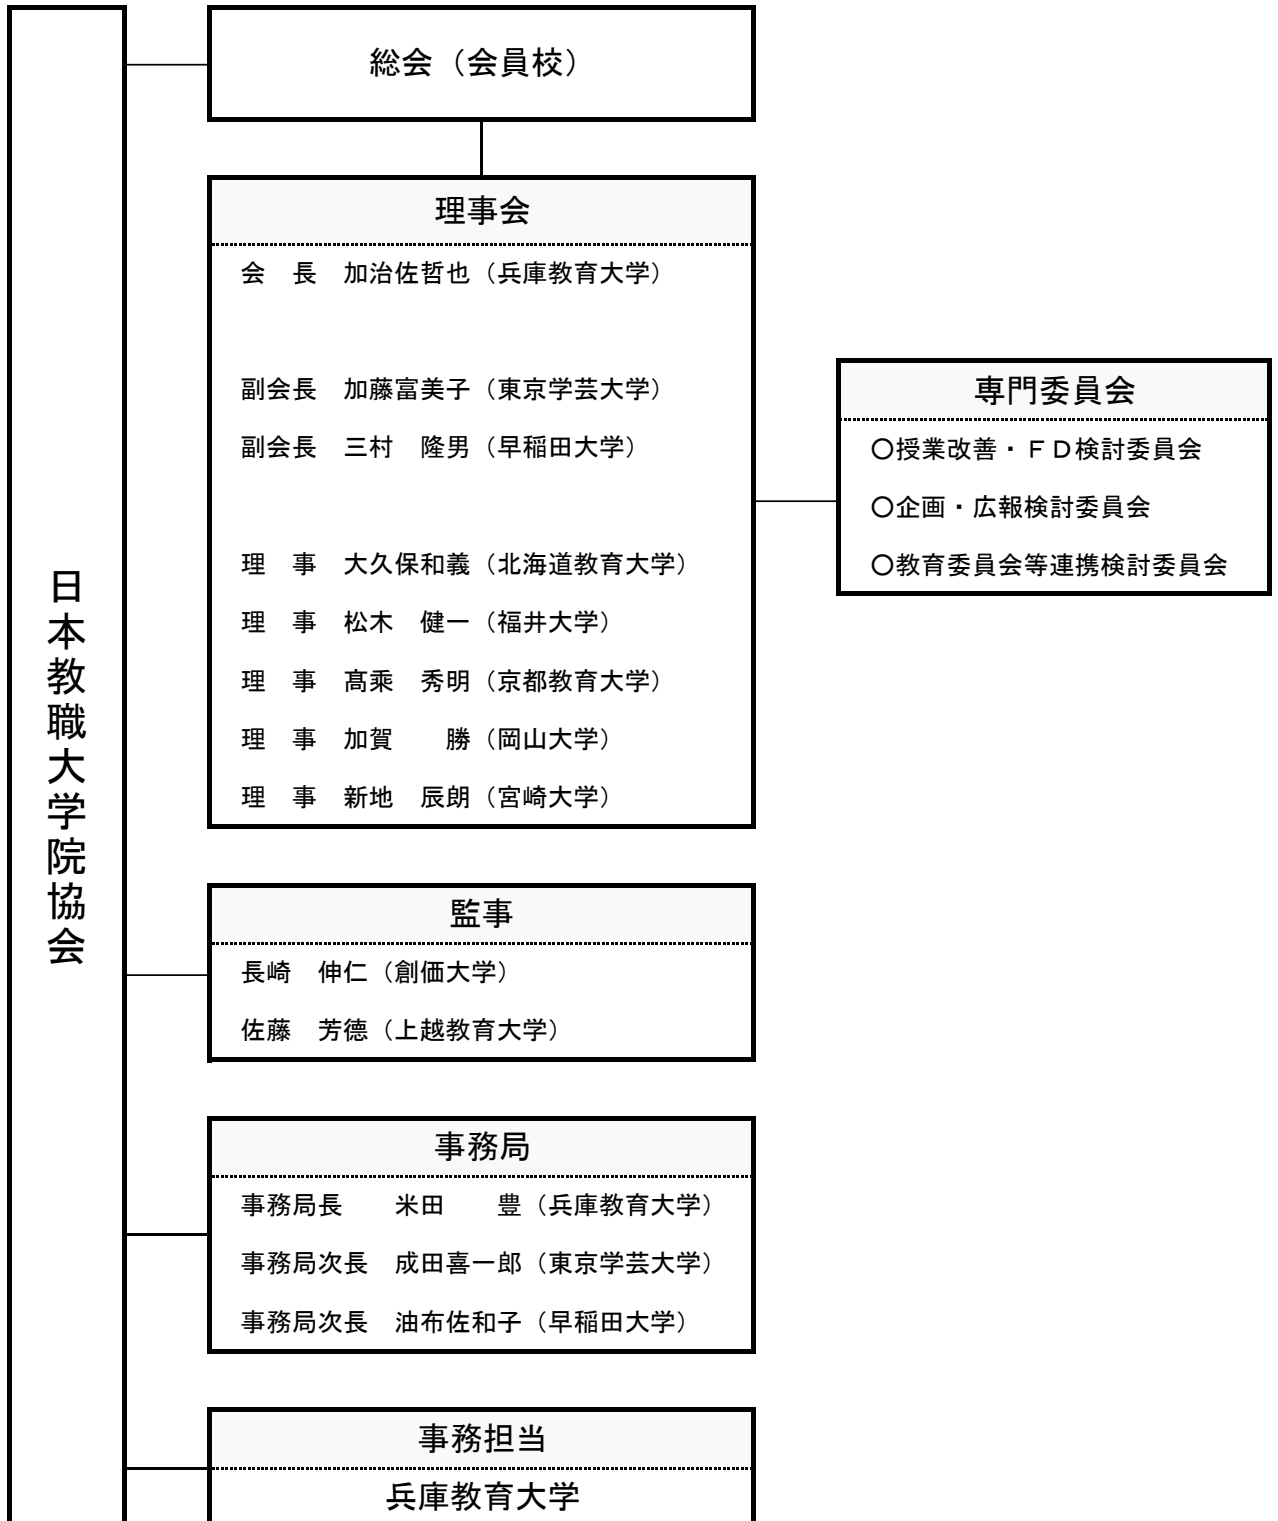 日本教職大学院協会
総会（会員校）
理事会
会　長　加治佐哲也（兵庫教育大学）
副会長　加藤富美子（東京学芸大学）
副会長　三村　隆男（早稲田大学）
理　事　大久保和義（北海道教育大学）
理　事　松木　健一（福井大学）
理　事　髙乘　秀明（京都教育大学）
理　事　加賀　　勝（岡山大学）
理　事　新地　辰朗（宮崎大学）
専門委員会
〇授業改善・ＦＤ検討委員会
〇企画・広報検討委員会
〇教育委員会等連携検討委員会
監事
長崎　伸仁（創価大学）
佐藤　芳德（上越教育大学）
事務局
事務局長　　米田　　豊（兵庫教育大学）
事務局次長　成田喜一郎（東京学芸大学）
事務局次長　油布佐和子（早稲田大学）
事務担当
兵庫教育大学